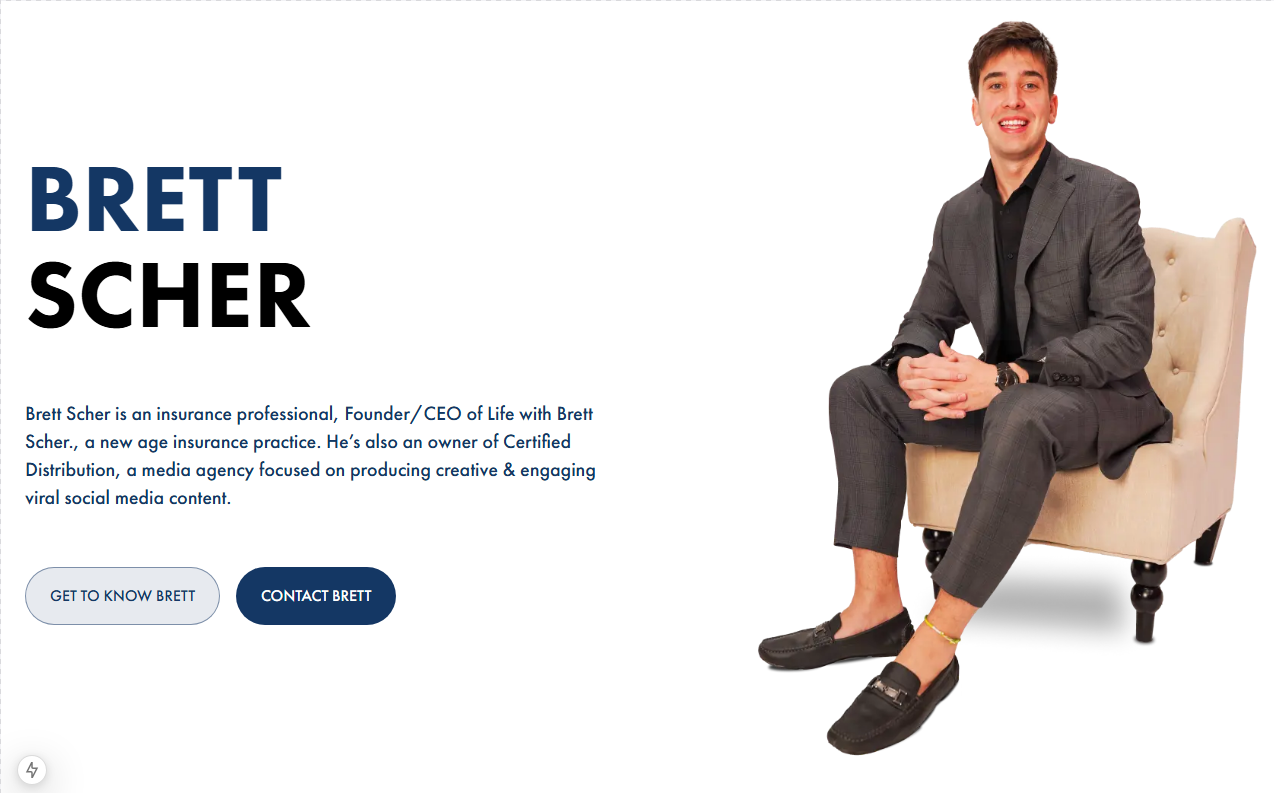 BRETT
SCHER
Brett Scher is an insurance professional, Founder/CEO of Life with Brett
Scher., a new age insurance practice. He’s also an owner of Certified
Distribution, a media agency focused on producing creative & engaging
viral social media content.
GET TO KNOW BRETT
CONTACT BRETT